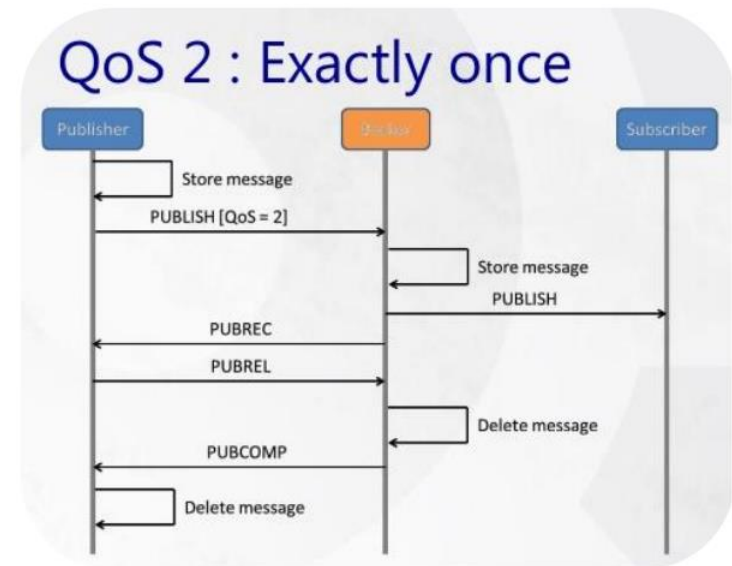 QoS 2 : Exactly once
Publisher
Broker
Subscriber
Store message
PUBLISH [QoS = 2]
Store message
PUBLISH
PUBREC
PUBREL
Delete message
PUBCOMP
Delete message